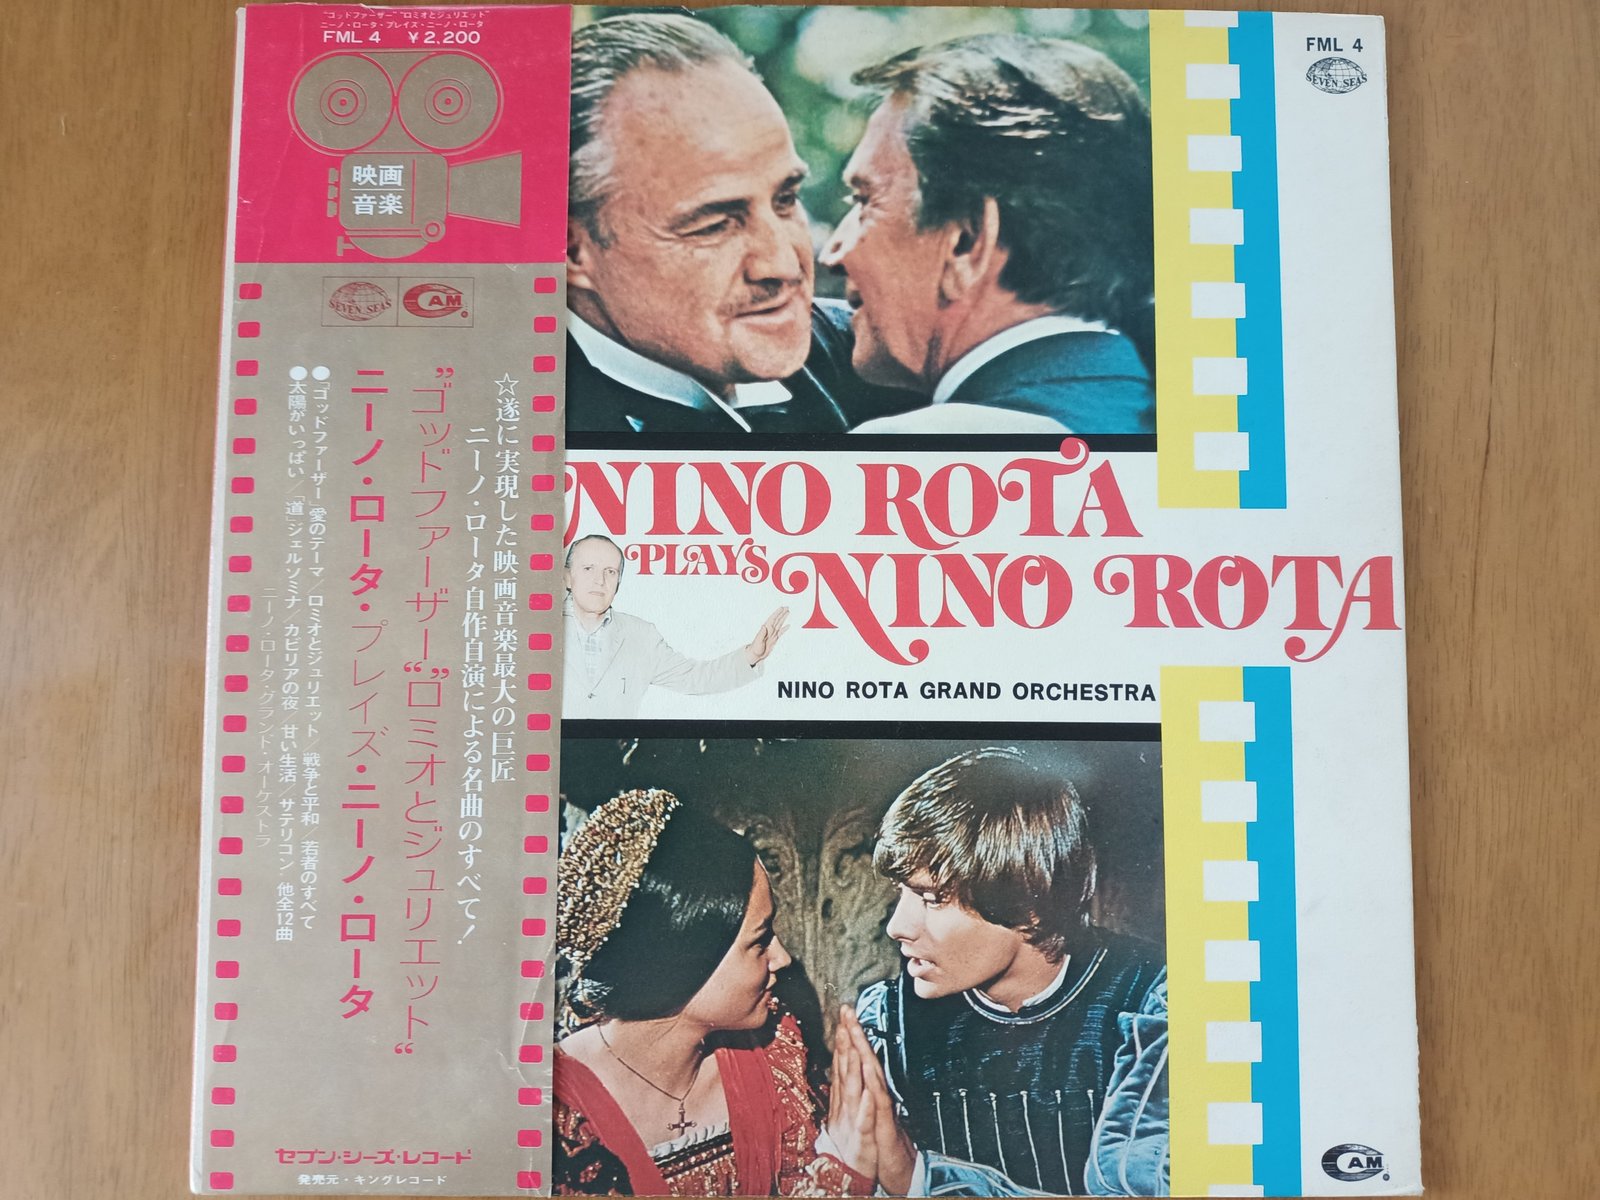 "ゴッドファーザー""ロミオとジュリエット"
ニーノ・ロータ・プレイズ・ニーノ・ロータ
FML 4 ￥2,200
映画
音楽
SEVEN SEAS
CAM
☆遂に実現した映画音楽最大の巨匠
ニーノ・ロータ自作自演による名曲のすべて！
"ゴッドファーザー""ロミオとジュリエット"
ニーノ・ロータ・プレイズ・ニーノ・ロータ
●「ゴッドファーザー」愛のテーマ／ロミオとジュリエット／戦争と平和／若者のすべて
●太陽がいっぱい／「道」ジェルソミナ／カビリアの夜／甘い生活／サテリコン・他全12曲
ニーノ・ロータ・グランド・オーケストラ
セブン・シーズ・レコード
発売元・キングレコード
FML 4
SEVEN SEAS
NINO ROTA
PLAYS
NINO ROTA
NINO ROTA GRAND ORCHESTRA
CAM